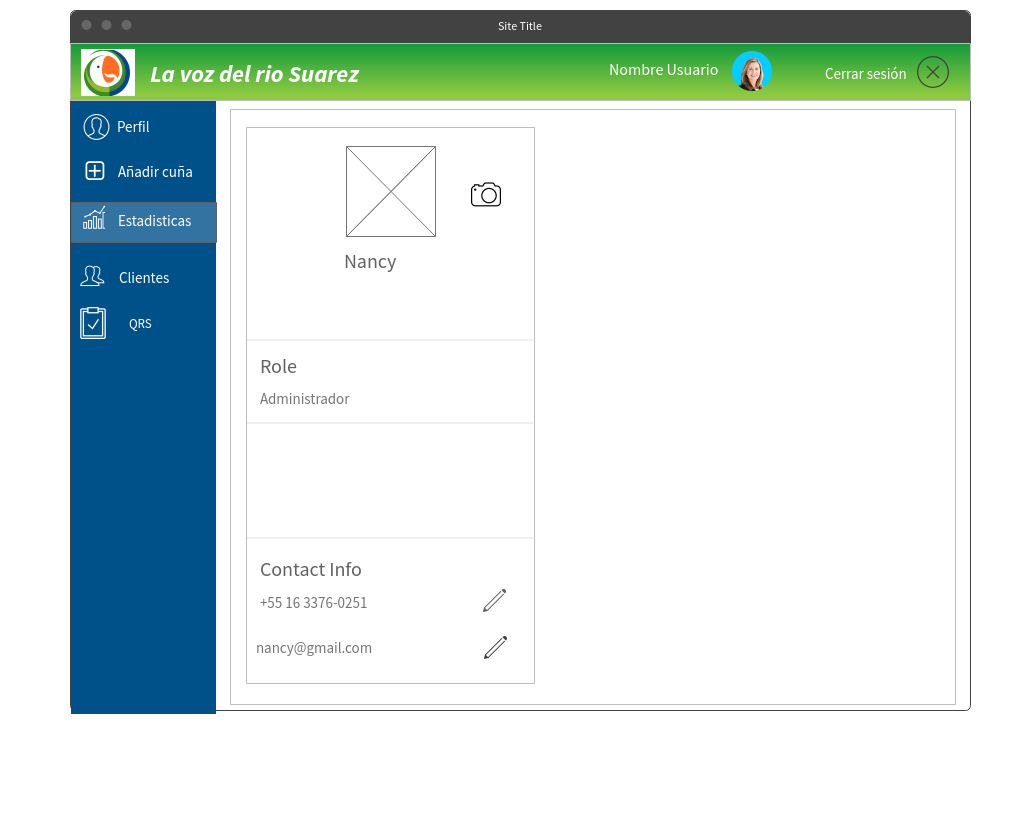 Site Title
La voz del rio Suarez
Nombre Usuario
Cerrar sesión
Perfil
Añadir cuña
Estadisticas
Clientes
QRS
Nancy
Role
Administrador
Contact Info
+55 16 3376-0251
nancy@gmail.com